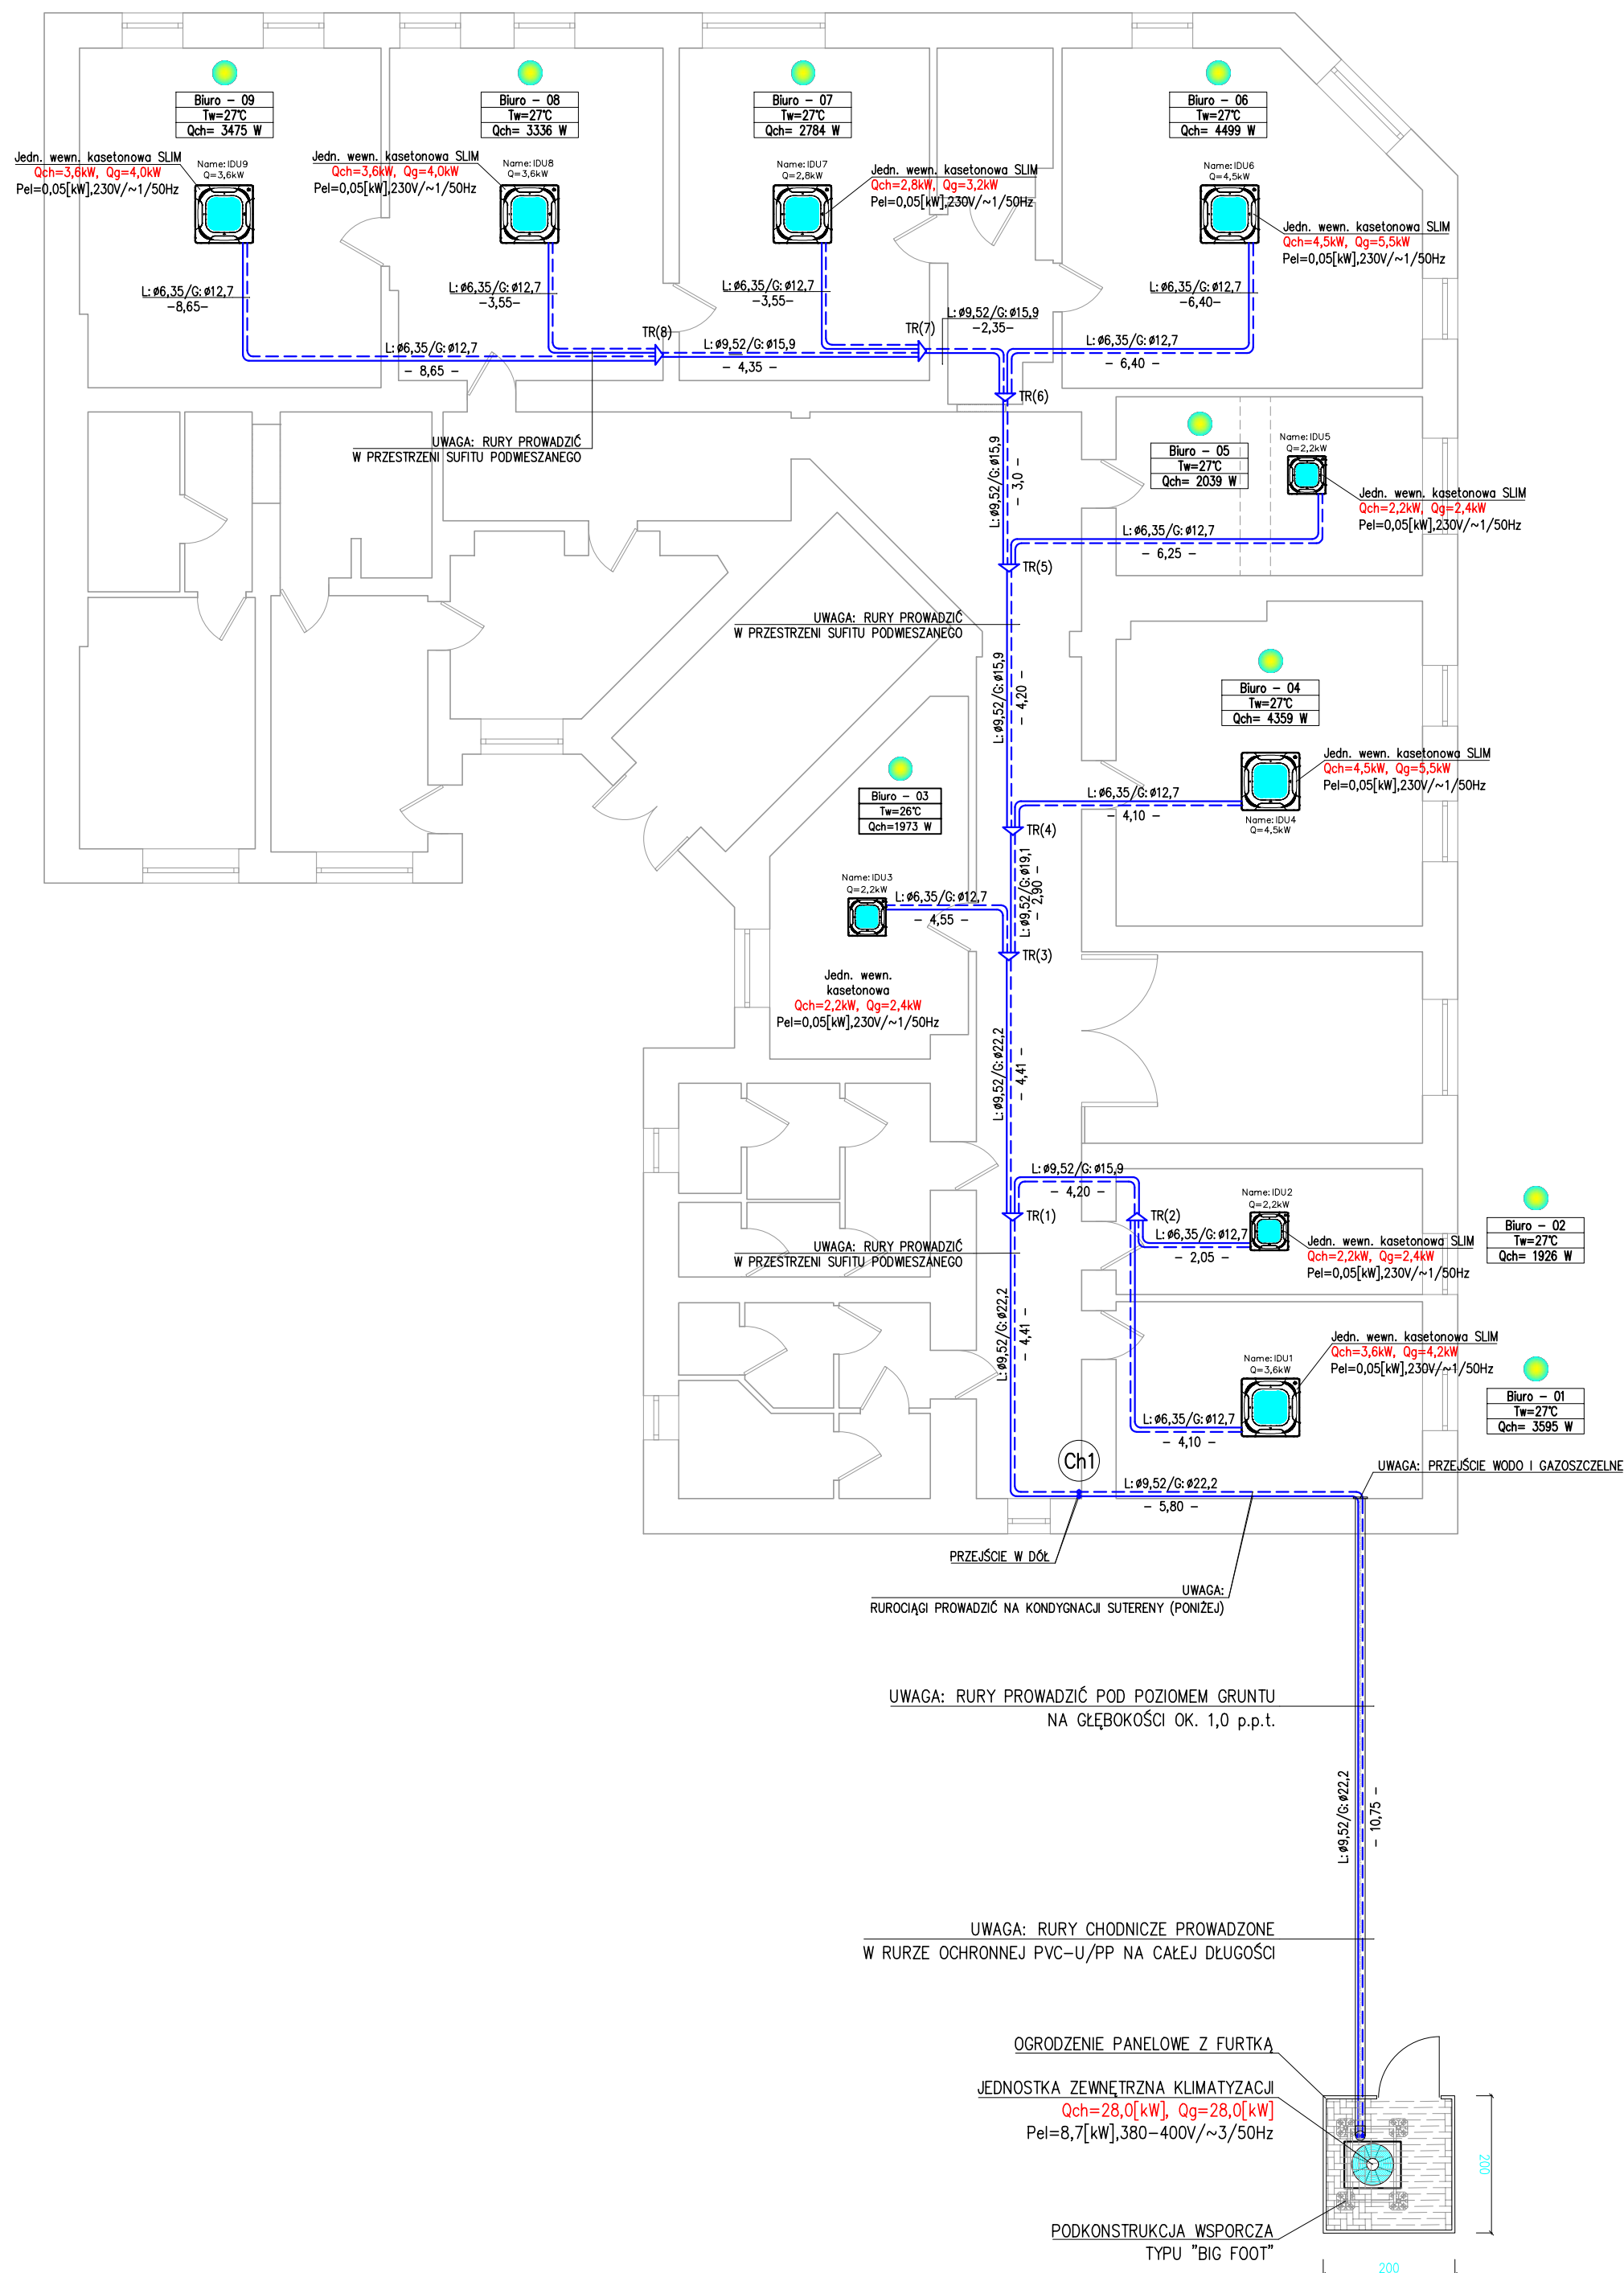 Biuro – 09
Tw=27℃
Qch= 3475 W
Jedn. wewn. kasetonowa SLIM
Qch=3,6kW, Qg=4,0kW
Pel=0,05[kW],230V/~1/50Hz
Name: IDU9
Q=3,6kW
L: ø6,35/G: ø12,7
–8,65–
Biuro – 08
Tw=27℃
Qch= 3336 W
Jedn. wewn. kasetonowa SLIM
Qch=3,6kW, Qg=4,0kW
Pel=0,05[kW],230V/~1/50Hz
Name: IDU8
Q=3,6kW
L: ø6,35/G: ø12,7
–3,55–
Biuro – 07
Tw=27℃
Qch= 2784 W
Name: IDU7
Q=2,8kW
Jedn. wewn. kasetonowa SLIM
Qch=2,8kW, Qg=3,2kW
Pel=0,05[kW],230V/~1/50Hz
L: ø6,35/G: ø12,7
–3,55–
Biuro – 06
Tw=27℃
Qch= 4499 W
Name: IDU6
Q=4,5kW
Jedn. wewn. kasetonowa SLIM
Qch=4,5kW, Qg=5,5kW
Pel=0,05[kW],230V/~1/50Hz
L: ø6,35/G: ø12,7
–6,40–
L: ø6,35/G: ø12,7
– 8,65 –
TR(8)
L: ø9,52/G: ø15,9
– 4,35 –
TR(7)
L: ø9,52/G: ø15,9
–2,35–
L: ø6,35/G: ø12,7
– 6,40 –
TR(6)
UWAGA: RURY PROWADZIĆ
W PRZESTRZENI SUFITU PODWIESZANEGO
L: ø9,52/G: ø15,9
– 3,0 –
Biuro – 05
Tw=27℃
Qch= 2039 W
Name: IDU5
Q=2,2kW
Jedn. wewn. kasetonowa SLIM
Qch=2,2kW, Qg=2,4kW
Pel=0,05[kW],230V/~1/50Hz
L: ø6,35/G: ø12,7
– 6,25 –
TR(5)
UWAGA: RURY PROWADZIĆ
W PRZESTRZENI SUFITU PODWIESZANEGO
L: ø9,52/G: ø15,9
– 4,20 –
Biuro – 04
Tw=27℃
Qch= 4359 W
Jedn. wewn. kasetonowa SLIM
Qch=4,5kW, Qg=5,5kW
Pel=0,05[kW],230V/~1/50Hz
Name: IDU4
Q=4,5kW
L: ø6,35/G: ø12,7
– 4,10 –
TR(4)
Biuro – 03
Tw=26℃
Qch=1973 W
Name: IDU3
Q=2,2kW
L: ø6,35/G: ø12,7
– 4,55 –
L: ø9,52/G: ø19,1
– 2,90 –
TR(3)
Jedn. wewn.
kasetonowa
Qch=2,2kW, Qg=2,4kW
Pel=0,05[kW],230V/~1/50Hz
L: ø9,52/G: ø22,2
– 4,41 –
L: ø9,52/G: ø15,9
– 4,20 –
TR(1)
TR(2)
Name: IDU2
Q=2,2kW
L: ø6,35/G: ø12,7
– 2,05 –
Jedn. wewn. kasetonowa SLIM
Qch=2,2kW, Qg=2,4kW
Pel=0,05[kW],230V/~1/50Hz
Biuro – 02
Tw=27℃
Qch= 1926 W
UWAGA: RURY PROWADZIĆ
W PRZESTRZENI SUFITU PODWIESZANEGO
L: ø9,52/G: ø22,2
– 4,41 –
Name: IDU1
Q=3,6kW
Jedn. wewn. kasetonowa SLIM
Qch=3,6kW, Qg=4,2kW
Pel=0,05[kW],230V/~1/50Hz
Biuro – 01
Tw=27℃
Qch= 3595 W
L: ø6,35/G: ø12,7
– 4,10 –
Ch1
UWAGA: PRZEJŚCIE WODO I GAZOSZCZELNE
L: ø9,52/G: ø22,2
– 5,80 –
PRZEJŚCIE W DÓŁ
UWAGA:
RUROCIĄGI PROWADZIĆ NA KONDYGNACJI SUTERENY (PONIŻEJ)
UWAGA: RURY PROWADZIĆ POD POZIOMEM GRUNTU
NA GŁĘBOKOŚCI OK. 1,0 p.p.t.
L: ø9,52/G: ø22,2
– 10,75 –
UWAGA: RURY CHODNICZE PROWADZONE
W RURZE OCHRONNEJ PVC–U/PP NA CAŁEJ DŁUGOŚCI
OGRODZENIE PANELOWE Z FURTKĄ
JEDNOSTKA ZEWNĘTRZNA KLIMATYZACJI
Qch=28,0[kW], Qg=28,0[kW]
Pel=8,7[kW],380–400V/~3/50Hz
200
PODKONSTRUKCJA WSPORCZA
TYPU "BIG FOOT"
200